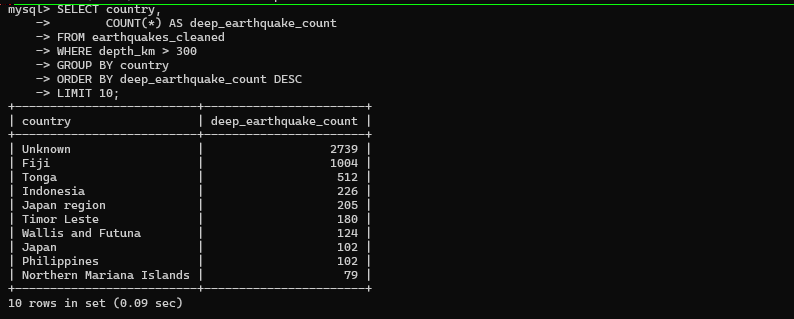 mysql> SELECT country,
    ->        COUNT(*) AS deep_earthquake_count
    -> FROM earthquakes_cleaned
    -> WHERE depth_km > 300
    -> GROUP BY country
    -> ORDER BY deep_earthquake_count DESC
    -> LIMIT 10;
+--------------------------+-----------------------+
| country                  | deep_earthquake_count |
+--------------------------+-----------------------+
| Unknown                  |                  2739 |
| Fiji                     |                  1004 |
| Tonga                    |                   512 |
| Indonesia                |                   226 |
| Japan region             |                   205 |
| Timor Leste              |                   180 |
| Wallis and Futuna        |                   124 |
| Japan                    |                   102 |
| Philippines              |                   102 |
| Northern Mariana Islands |                    79 |
+--------------------------+-----------------------+
10 rows in set (0.09 sec)